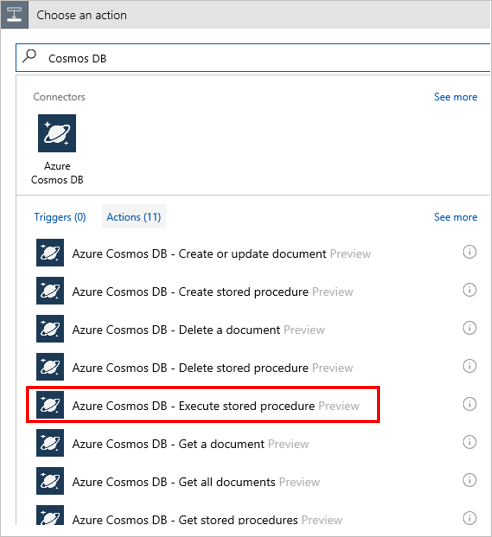 Choose an action
Cosmos DB
Connectors
See more
Azure
Cosmos DB
Triggers (0)
Actions (11)
See more
Azure Cosmos DB - Create or update document Preview
Azure Cosmos DB - Create stored procedure Preview
Azure Cosmos DB - Delete a document Preview
Azure Cosmos DB - Delete stored procedure Preview
Azure Cosmos DB - Execute stored procedure Preview
Azure Cosmos DB - Get a document Preview
Azure Cosmos DB - Get all documents Preview
Azure Cosmos DB - Get stored procedures Preview